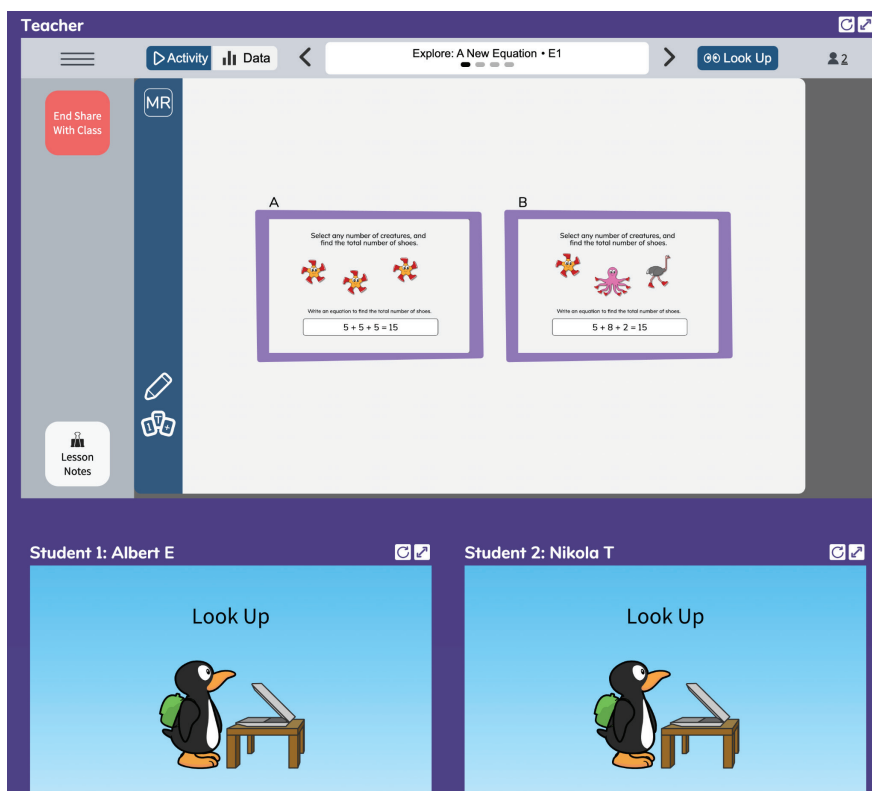 Teacher
Activity
Data
Explore: A New Equation • E1
Look Up
2
End Share
With Class
MR
A
B
Select any number of creatures, and
find the total number of shoes.
Write an equation to find the total number of shoes.
5 + 5 + 5 = 15
Select any number of creatures, and
find the total number of shoes.
Write an equation to find the total number of shoes.
5 + 8 + 2 = 15
1 T +
Lesson
Notes
Student 1: Albert E
Student 2: Nikola T
Look Up
Look Up